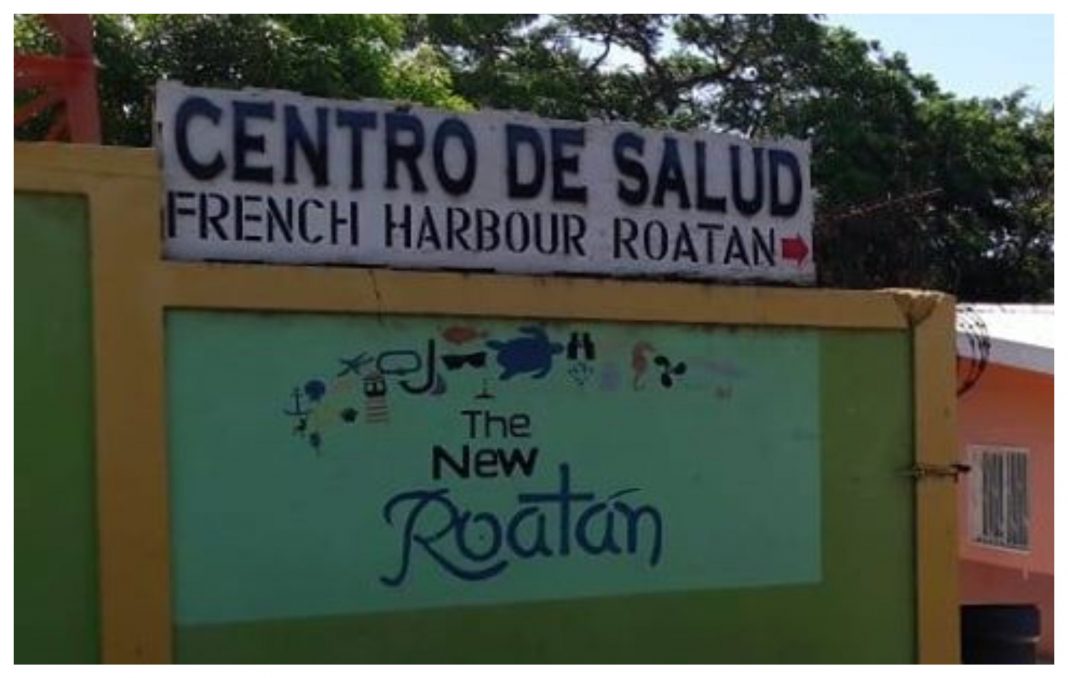 CENTRO DE SALUD
FRENCH HARBOUR ROATAN
The
New
Roatán